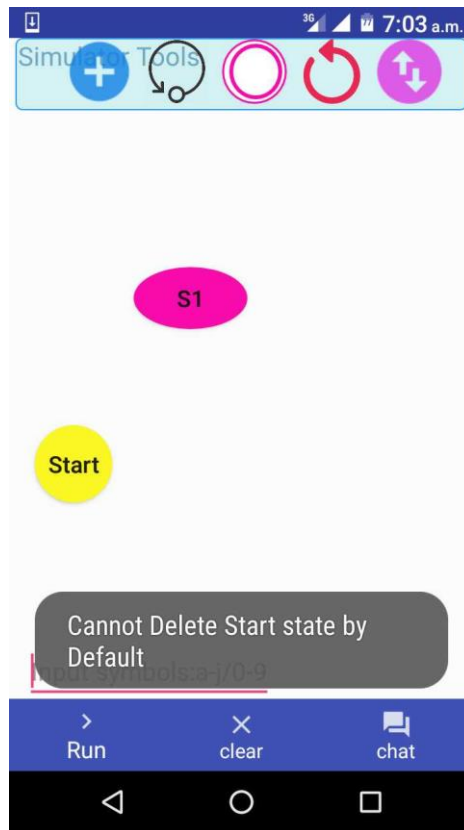 3G 7:03 a.m.
Simulator Tools
S1
Start
Cannot Delete Start state by
Default
Input symbols:a-j/0-9
Run
clear
chat